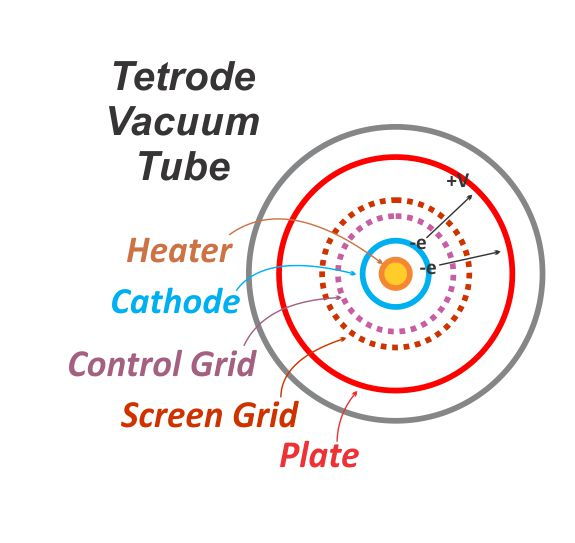 Tetrode
Vacuum
Tube
+V
-e
Heater
-e
Cathode
Control Grid
Screen Grid
Plate